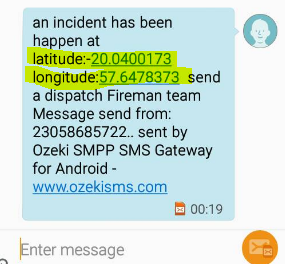 an incident has been
happen at
latitude:-20.0400173
longitude:57.6478373 send
a dispatch Fireman team
Message send from:
23058685722.. sent by
Ozeki SMPP SMS Gateway
for Android -
www.ozekisms.com
00:19
Enter message